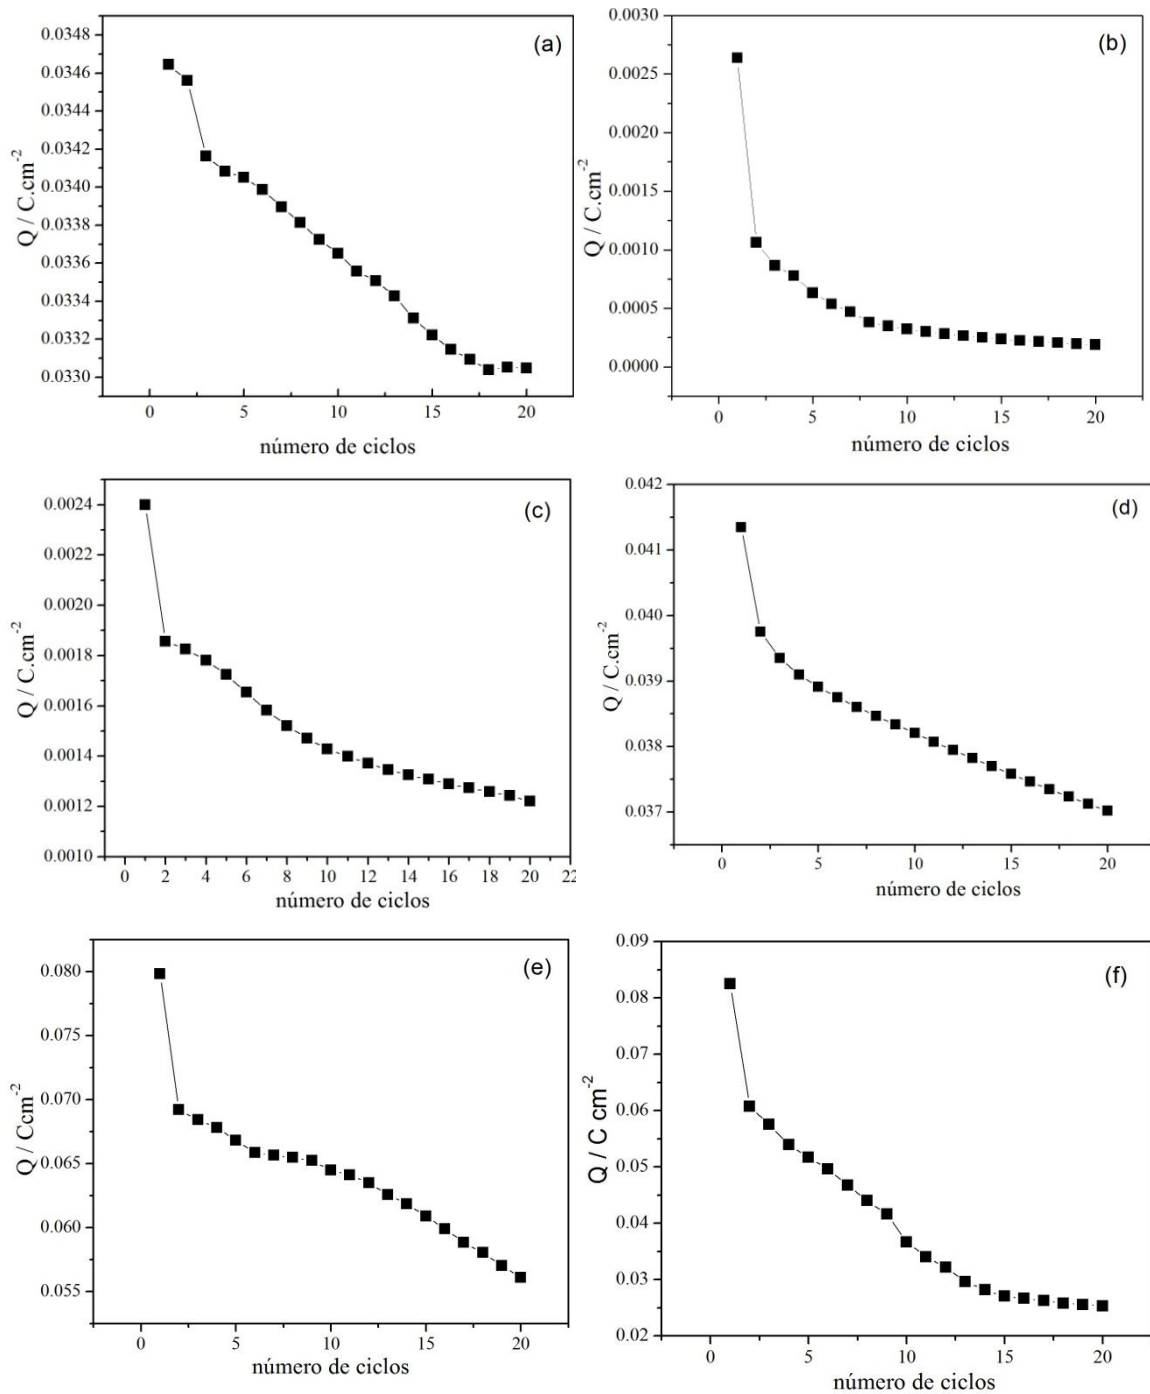 (a)
Q / C.cm-2
0.0348
0.0346
0.0344
0.0342
0.0340
0.0338
0.0336
0.0334
0.0332
0.0330
0 5 10 15 20
número de ciclos
(b)
Q / C.cm-2
0.0030
0.0025
0.0020
0.0015
0.0010
0.0005
0.0000
0 5 10 15 20
número de ciclos
(c)
Q / C.cm-2
0.0024
0.0022
0.0020
0.0018
0.0016
0.0014
0.0012
0.0010
0 2 4 6 8 10 12 14 16 18 20 22
número de ciclos
(d)
Q / C.cm-2
0.042
0.041
0.040
0.039
0.038
0.037
0 5 10 15 20
número de ciclos
(e)
Q / Ccm-2
0.080
0.075
0.070
0.065
0.060
0.055
0 5 10 15 20
número de ciclos
(f)
Q / C cm-2
0.09
0.08
0.07
0.06
0.05
0.04
0.03
0.02
0 5 10 15 20
número de ciclos